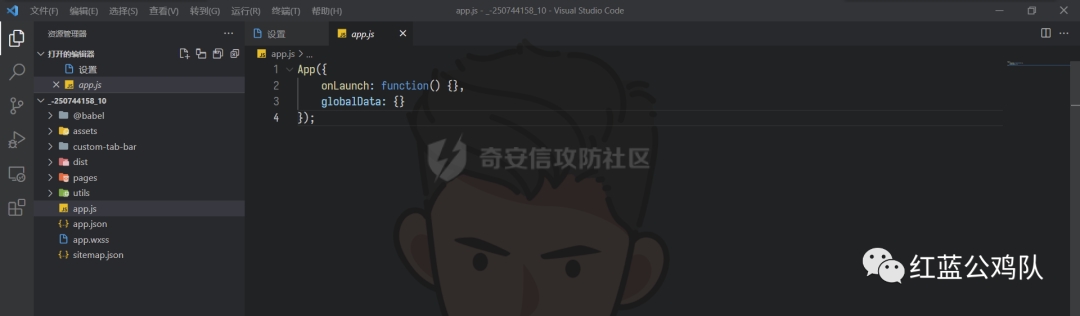 文件(F) 编辑(E) 选择(S) 查看(V) 转到(G) 运行(R) 终端(T) 帮助(H) app.js - _-250744158_10 - Visual Studio Code
资源管理器
设置
app.js
打开的编辑器
设置
app.js
_-250744158_10
@babel
assets
custom-tab-bar
dist
pages
utils
app.js
app.json
app.wxss
sitemap.json
app.js > ...
1 App({
2 onLaunch: function() {},
3 globalData: {}
4 });
奇安信攻防社区
红蓝公鸡队